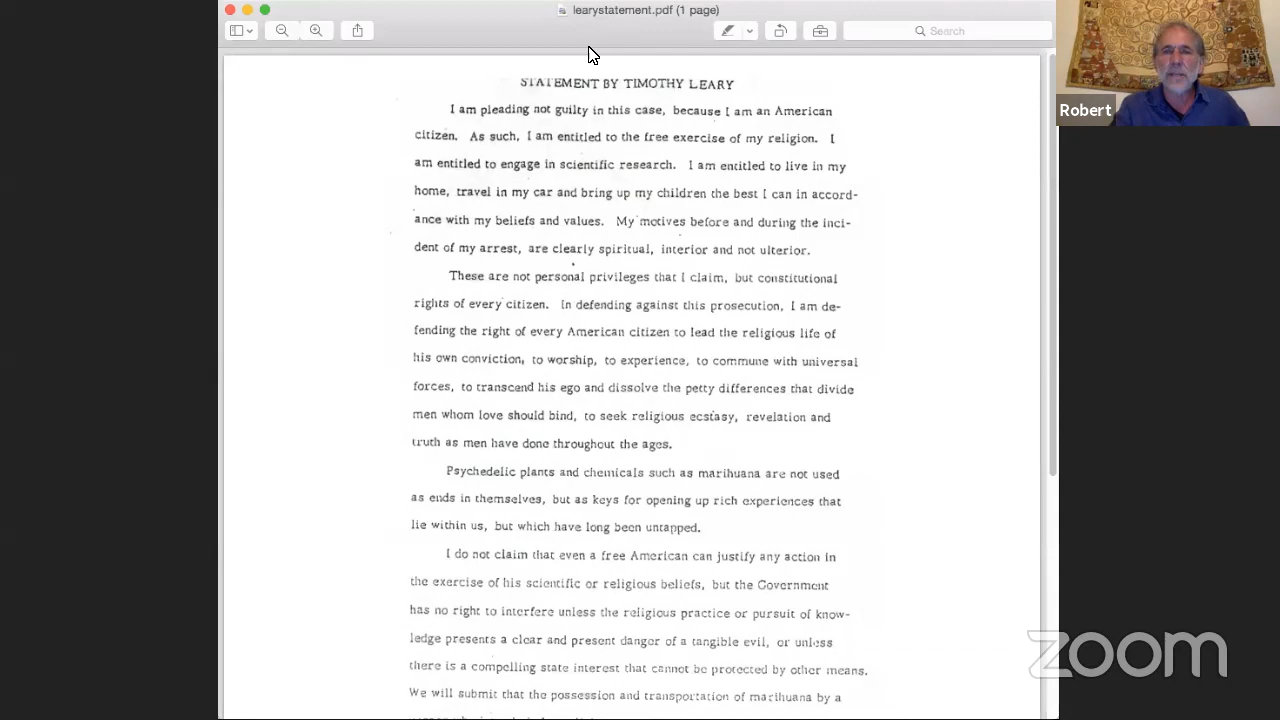 learystatement.pdf (1 page)
Search
STATEMENT BY TIMOTHY LEARY
I am pleading not guilty in this case, because I am an American
citizen. As such, I am entitled to the free exercise of my religion. I
am entitled to engage in scientific research. I am entitled to live in my
home, travel in my car and bring up my children the best I can in accord-
ance with my beliefs and values. My motives before and during the inci-
dent of my arrest, are clearly spiritual, interior and not ulterior.
These are not personal privileges that I claim, but constitutional
rights of every citizen. In defending against this prosecution, I am de-
fending the right of every American citizen to lead the religious life of
his own conviction, to worship, to experience, to commune with universal
forces, to transcend his ego and dissolve the petty differences that divide
men whom love should bind, to seek religious ecstasy, revelation and
truth as men have done throughout the ages.
Psychedelic plants and chemicals such as marihuana are not used
as ends in themselves, but as keys for opening up rich experiences that
lie within us, but which have long been untapped.
I do not claim that even a free American can justify any action in
the exercise of his scientific or religious beliefs, but the Government
has no right to interfere unless the religious practice or pursuit of know-
ledge presents a clear and present danger of a tangible evil, or unless
there is a compelling state interest that cannot be protected by other means.
We will submit that the possession and transportation of marihuana by a
Robert
zoom